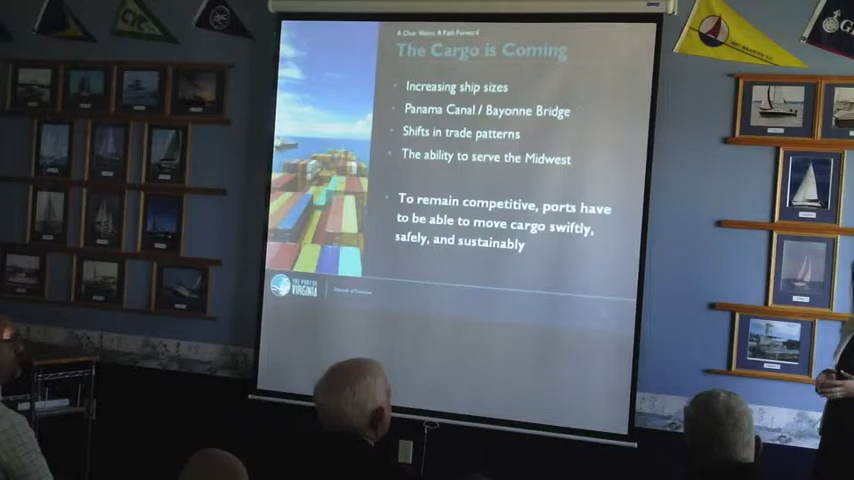 CYC
A Clear Vision, A Path Forward
The Cargo is Coming
Increasing ship sizes
Panama Canal / Bayonne Bridge
Shifts in trade patterns
The ability to serve the Midwest
To remain competitive, ports have
to be able to move cargo swiftly,
safely, and sustainably
THE PORT OF
VIRGINIA